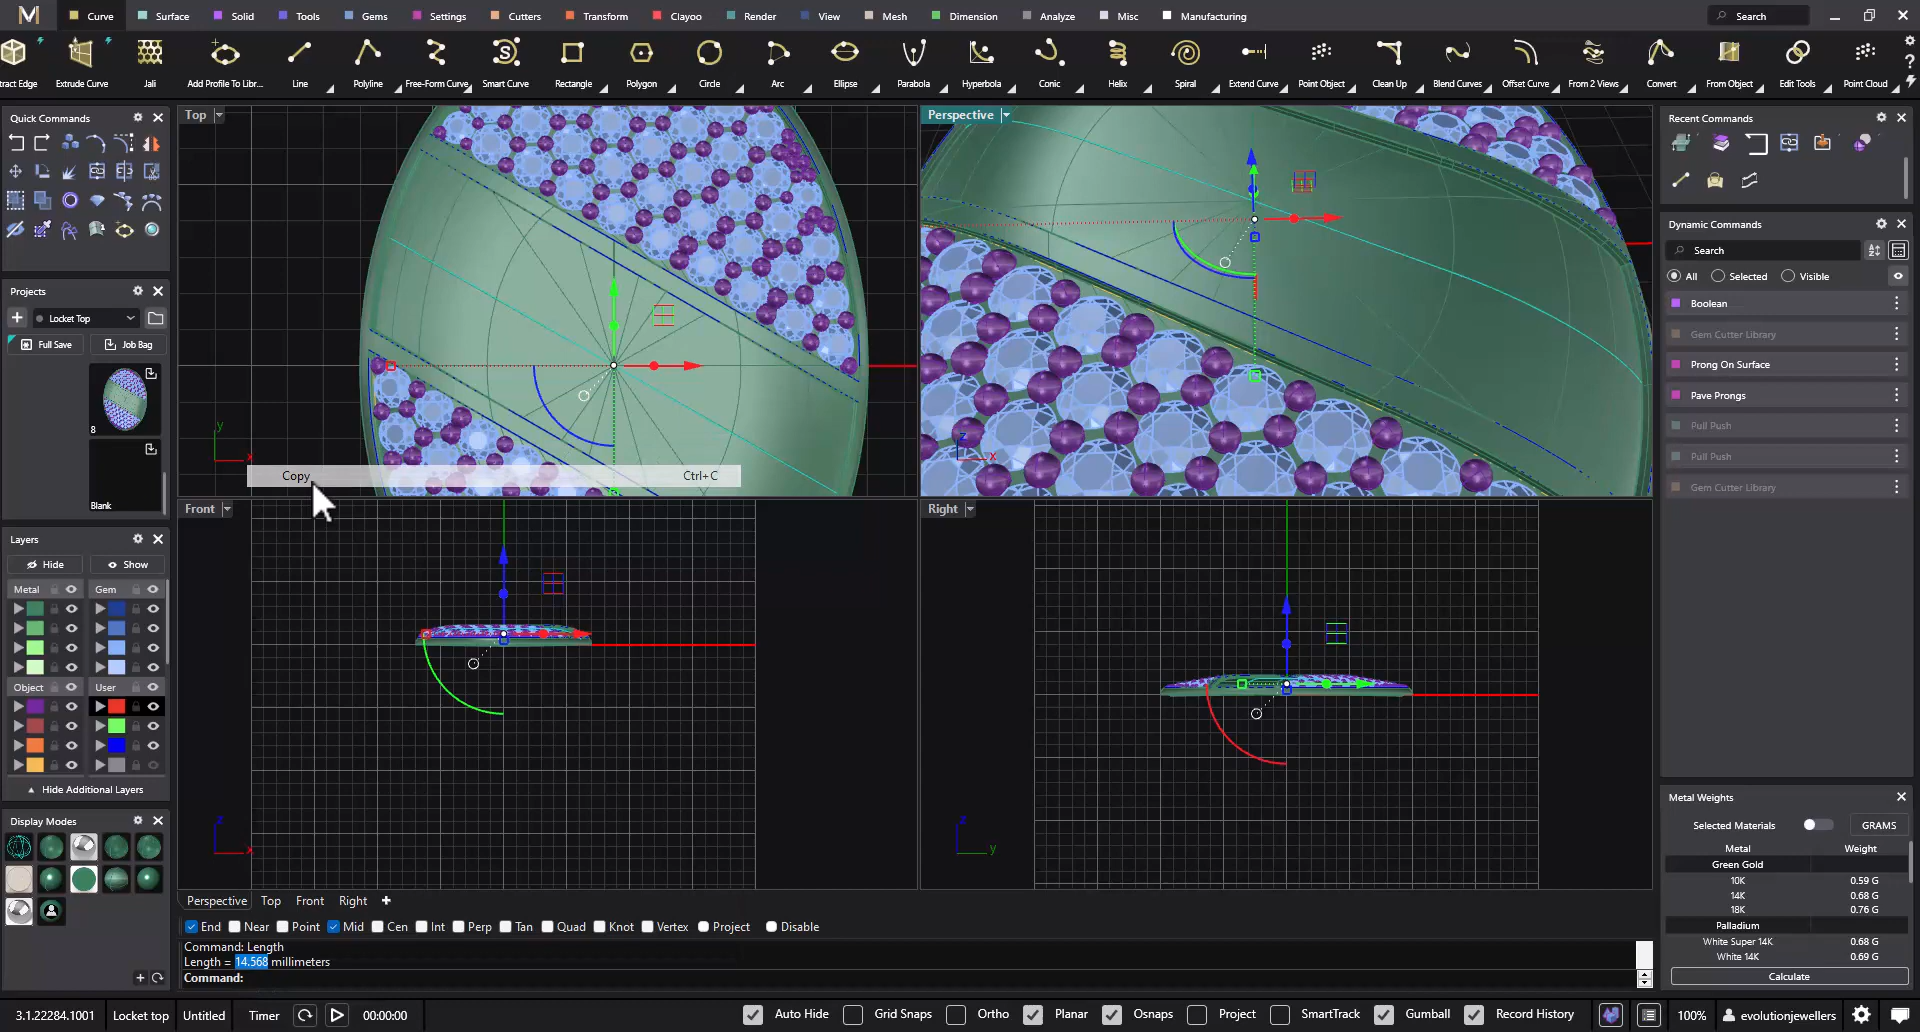 Curve Surface Solid Tools Gems Settings Cutters Transform Clayoo Render View Mesh Dimension Analyze Misc Manufacturing Search
ract Edge Extrude Curve Jali Add Profile To Libr... Line Polyline Free-Form Curve Smart Curve Rectangle Polygon Circle Arc Ellipse Parabola Hyperbola Conic Helix Spiral Extend Curve Point Object Clean Up Blend Curves Offset Curve From 2 Views Convert From Object Edit Tools Point Cloud
Quick Commands
Projects
Locket Top
Full Save Job Bag
8
Blank
Layers
Hide Show
Metal Gem
Object User
Hide Additional Layers
Display Modes
Top
Perspective
Copy Ctrl+C
y
x
z
x
Front
Right
z
x
z
y
Perspective Top Front Right
End Near Point Mid Cen Int Perp Tan Quad Knot Vertex Project Disable
Command: Length
Length = 14.568 millimeters
Command:
Recent Commands
Dynamic Commands
Search
All Selected Visible
Boolean
Gem Cutter Library
Prong On Surface
Pave Prongs
Pull Push
Pull Push
Gem Cutter Library
Metal Weights
Selected Materials GRAMS
Metal Weight
Green Gold
10K 0.59 G
14K 0.68 G
18K 0.76 G
Palladium
White Super 14K 0.68 G
White 14K 0.69 G
Calculate
3.1.22284.1001 Locket top Untitled Timer 00:00:00 Auto Hide Grid Snaps Ortho Planar Osnaps Project SmartTrack Gumball Record History 100% evolutionjewellers